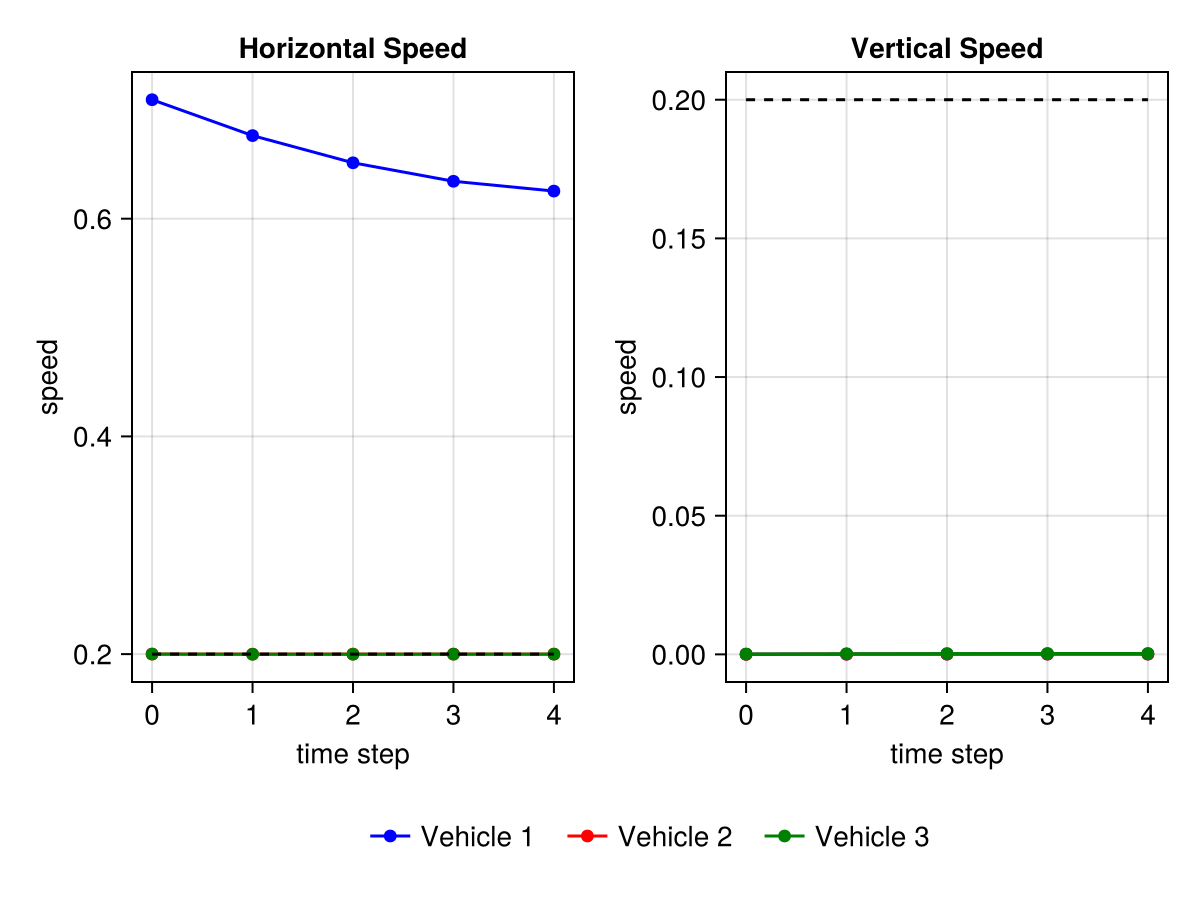 Horizontal Speed
speed
0.6
0.4
0.2
0 1 2 3 4
time step
Vertical Speed
speed
0.20
0.15
0.10
0.05
0.00
0 1 2 3 4
time step
Vehicle 1 Vehicle 2 Vehicle 3